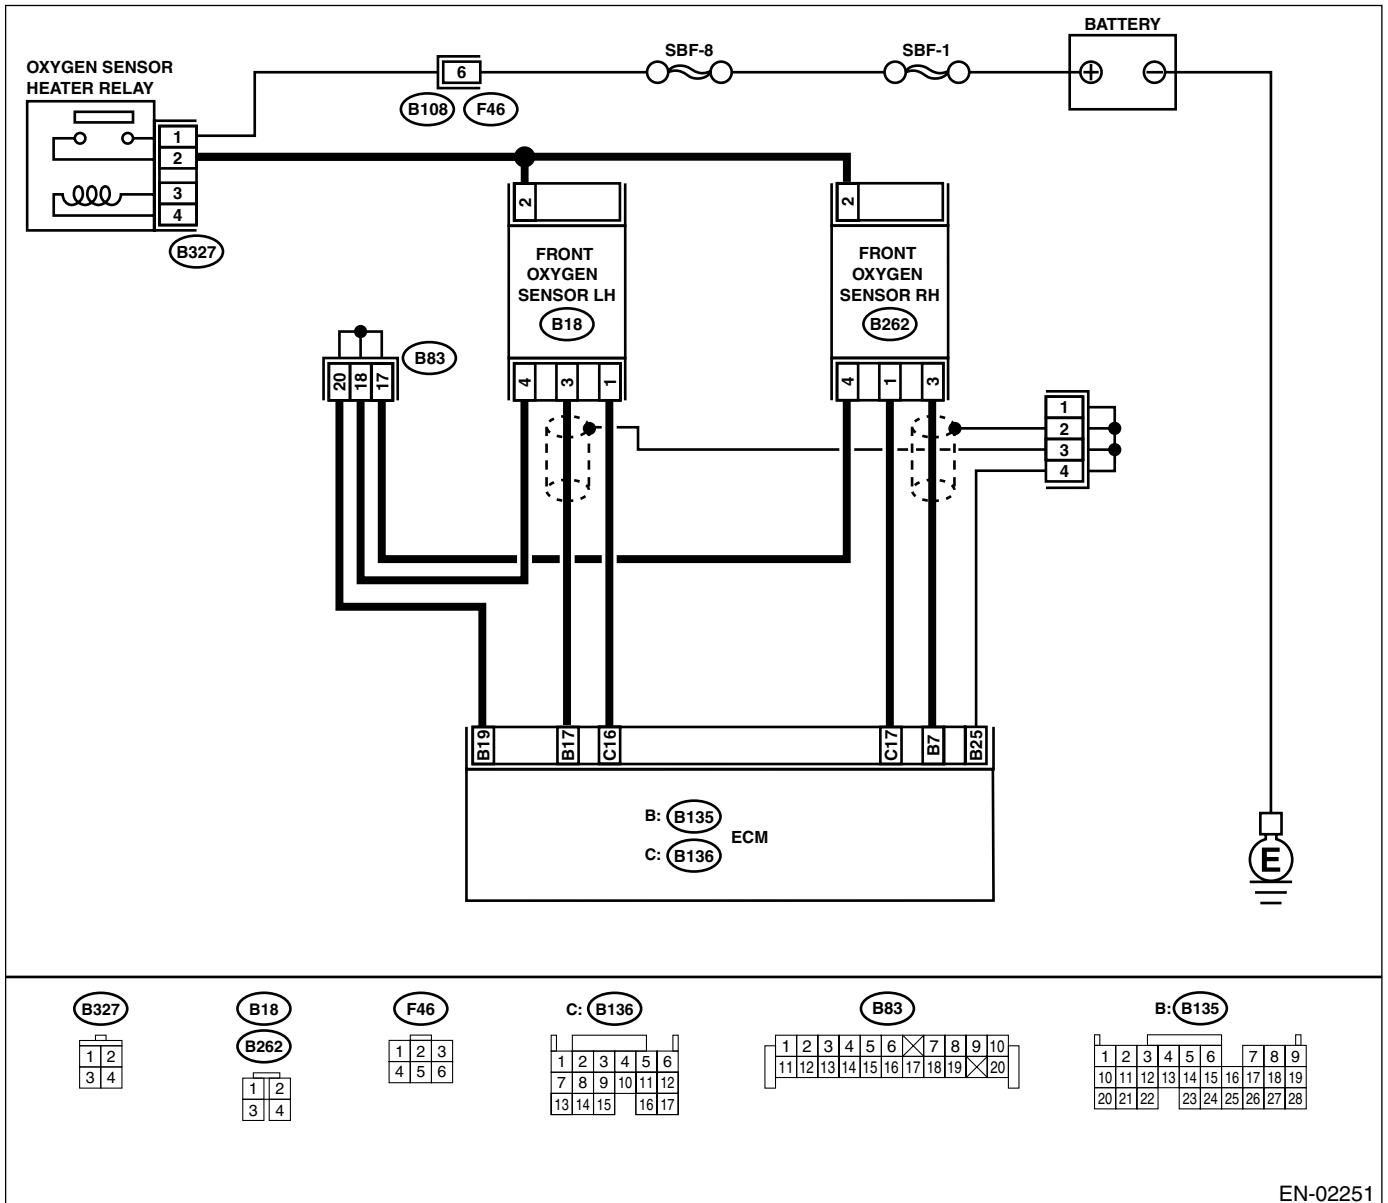 BATTERY
SBF-8
SBF-1
OXYGEN SENSOR
HEATER RELAY
6
B108
F46
1
2
3
4
B327
2
2
FRONT
OXYGEN
SENSOR LH
B18
FRONT
OXYGEN
SENSOR RH
B262
B83
20
18
17
4
3
1
4
1
3
1
2
3
4
B19
B17
C16
C17
B7
B25
B: B135
ECM
C: B136
E
B327
1 2
3 4
B18
B262
1 2
3 4
F46
1 2 3
4 5 6
C: B136
1 2 3 4 5 6
7 8 9 10 11 12
13 14 15 16 17
B83
1 2 3 4 5 6 7 8 9 10
11 12 13 14 15 16 17 18 19 20
B: B135
1 2 3 4 5 6 7 8 9
10 11 12 13 14 15 16 17 18 19
20 21 22 23 24 25 26 27 28
EN-02251